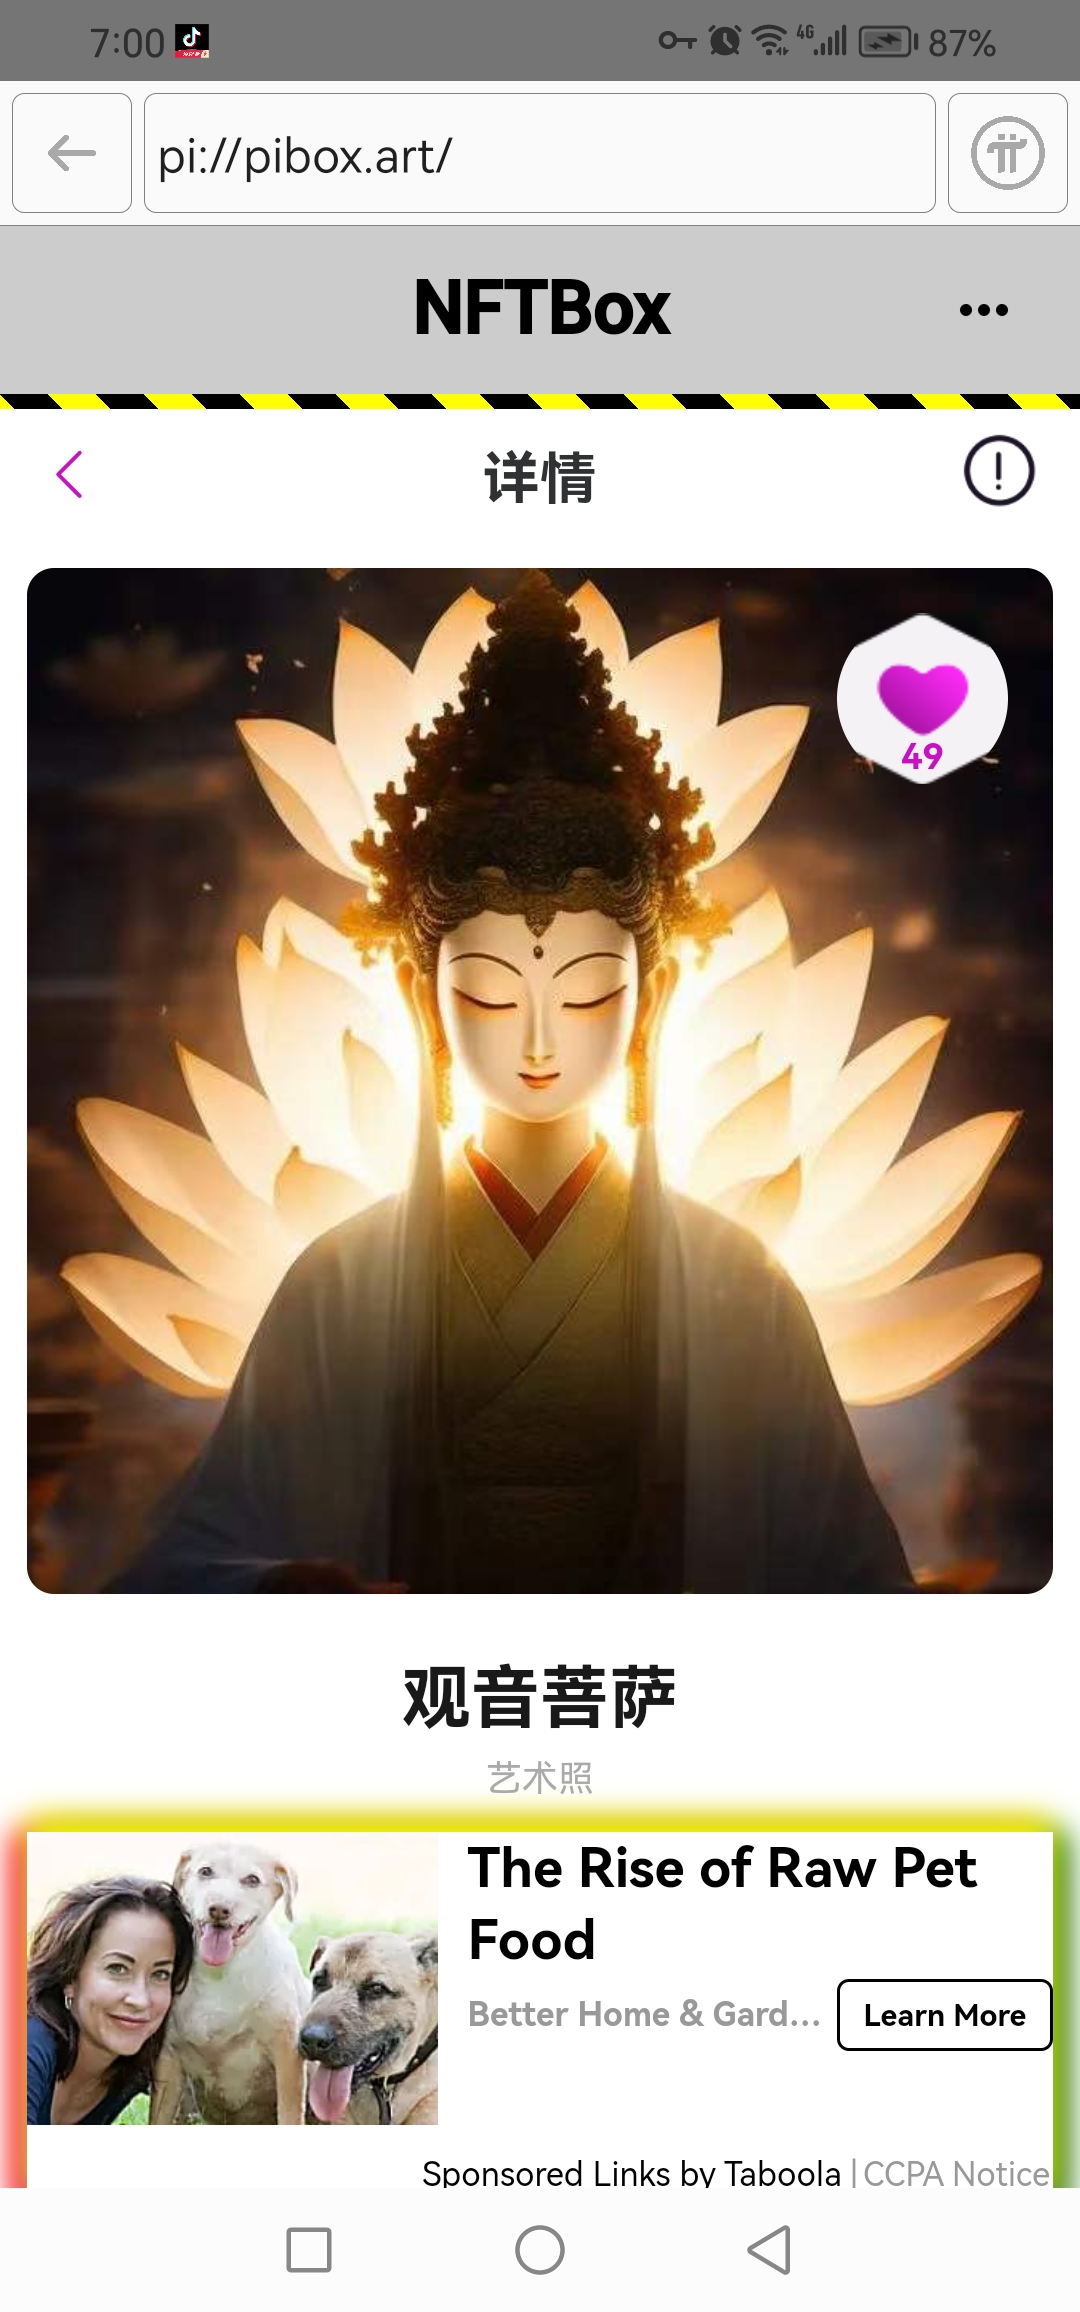 7:00
4G
87%
pi://pibox.art/
NFTBox
详情
49
观音菩萨
艺术照
The Rise of Raw Pet
Food
Better Home & Gard...
Learn More
Sponsored Links by Taboola | CCPA Notice